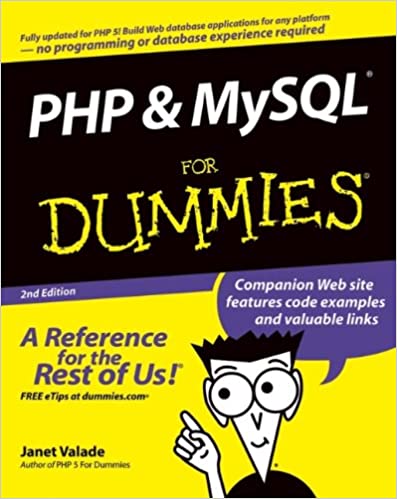 Fully updated for PHP 5! Build Web database applications for any platform
— no programming or database experience required
PHP & MySQL®
FOR
DUMMIES®
2nd Edition
Companion Web site
features code examples
and valuable links
A Reference
for the
Rest of Us!®
FREE eTips at dummies.com®
Janet Valade
Author of PHP 5 For Dummies